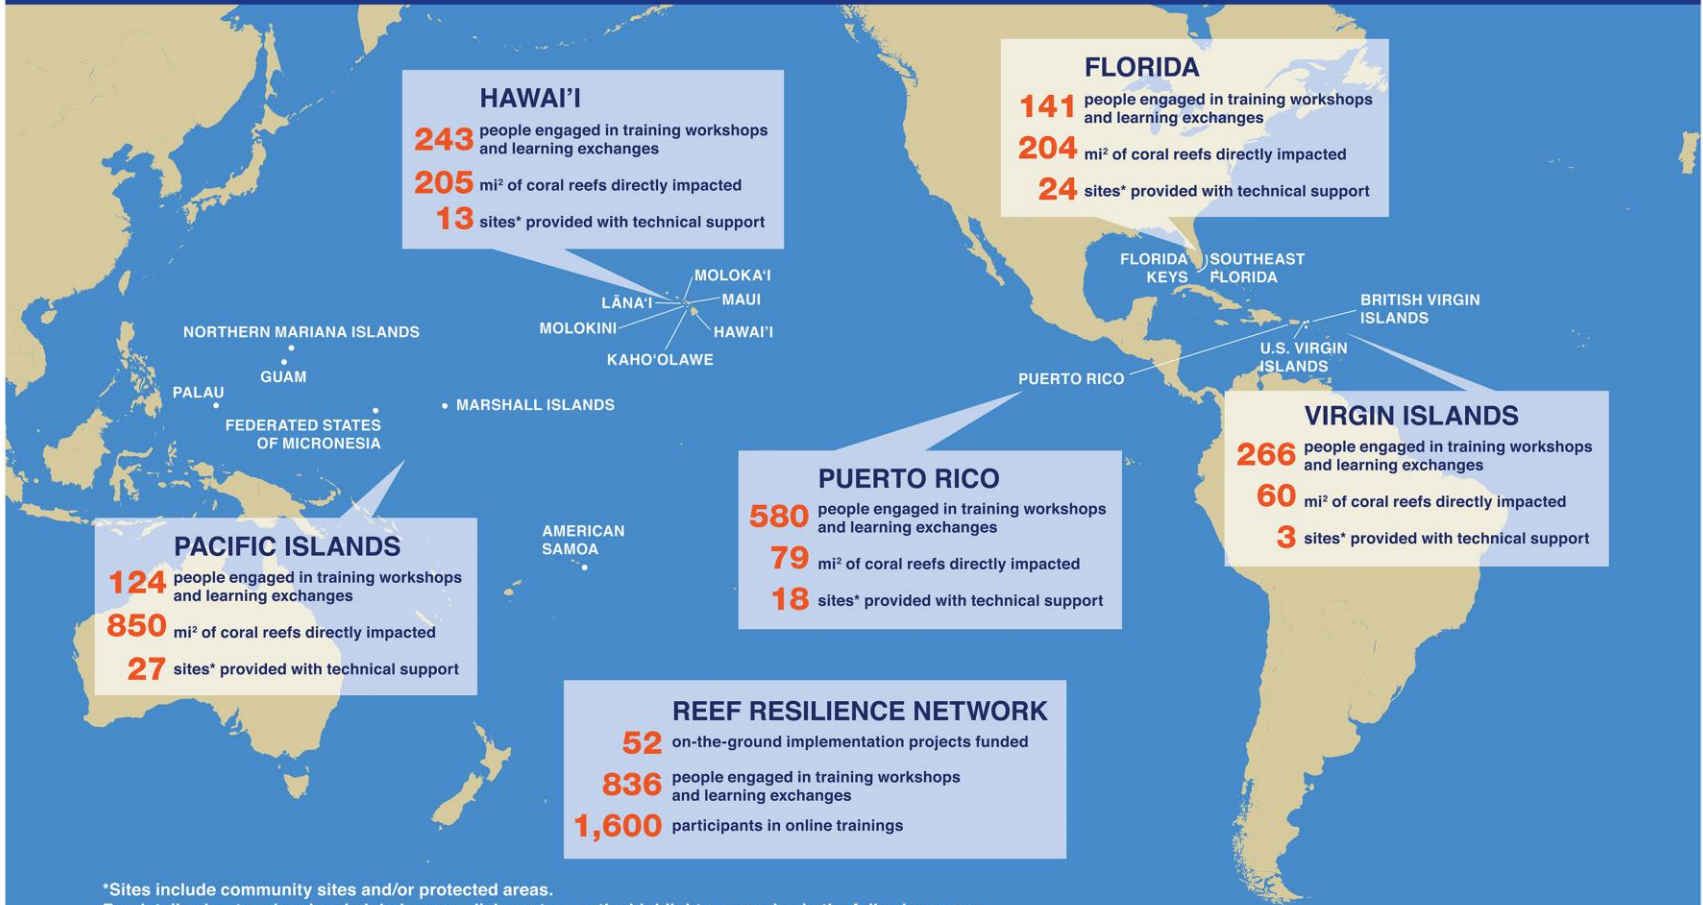 HAWAI'I
243 people engaged in training workshops
and learning exchanges
205 mi² of coral reefs directly impacted
13 sites* provided with technical support
FLORIDA
141 people engaged in training workshops
and learning exchanges
204 mi² of coral reefs directly impacted
24 sites* provided with technical support
FLORIDA
KEYS
SOUTHEAST
FLORIDA
MOLOKA‘I
LĀNA‘I
MAUI
MOLOKINI
HAWAI'I
KAHO‘OLAWE
BRITISH VIRGIN
ISLANDS
U.S. VIRGIN
ISLANDS
PUERTO RICO
NORTHERN MARIANA ISLANDS
GUAM
PALAU
FEDERATED STATES
OF MICRONESIA
MARSHALL ISLANDS
VIRGIN ISLANDS
266 people engaged in training workshops
and learning exchanges
60 mi² of coral reefs directly impacted
3 sites* provided with technical support
PUERTO RICO
580 people engaged in training workshops
and learning exchanges
79 mi² of coral reefs directly impacted
18 sites* provided with technical support
AMERICAN
SAMOA
PACIFIC ISLANDS
124 people engaged in training workshops
and learning exchanges
850 mi² of coral reefs directly impacted
27 sites* provided with technical support
REEF RESILIENCE NETWORK
52 on-the-ground implementation projects funded
836 people engaged in training workshops
and learning exchanges
1,600 participants in online trainings
*Sites include community sites and/or protected areas.